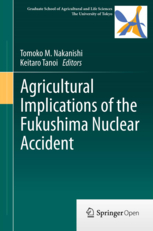 Graduate School of Agricultural and Life Sciences
The University of Tokyo
Tomoko M. Nakanishi
Keitaro Tanoi Editors
Agricultural
Implications of the
Fukushima Nuclear
Accident
Springer Open